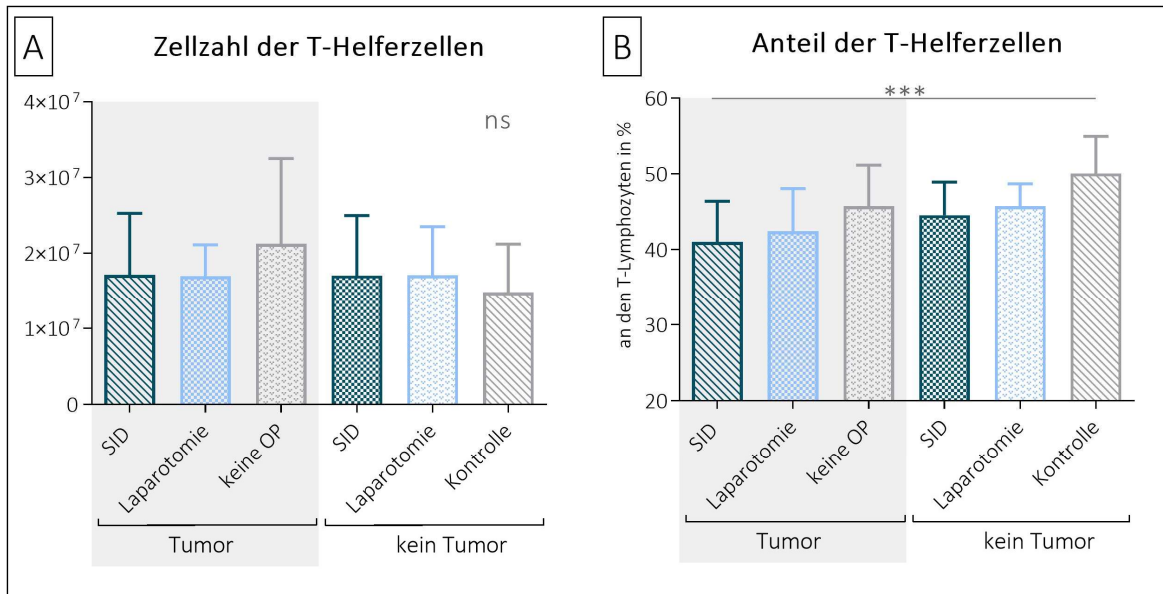 A
Zellzahl der T-Helferzellen
4×10⁷
3×10⁷
2×10⁷
1×10⁷
0
ns
SID
Laparotomie
keine OP
SID
Laparotomie
Kontrolle
Tumor
kein Tumor
B
Anteil der T-Helferzellen
an den T-Lymphozyten in %
60
50
40
30
20
***
SID
Laparotomie
keine OP
SID
Laparotomie
Kontrolle
Tumor
kein Tumor